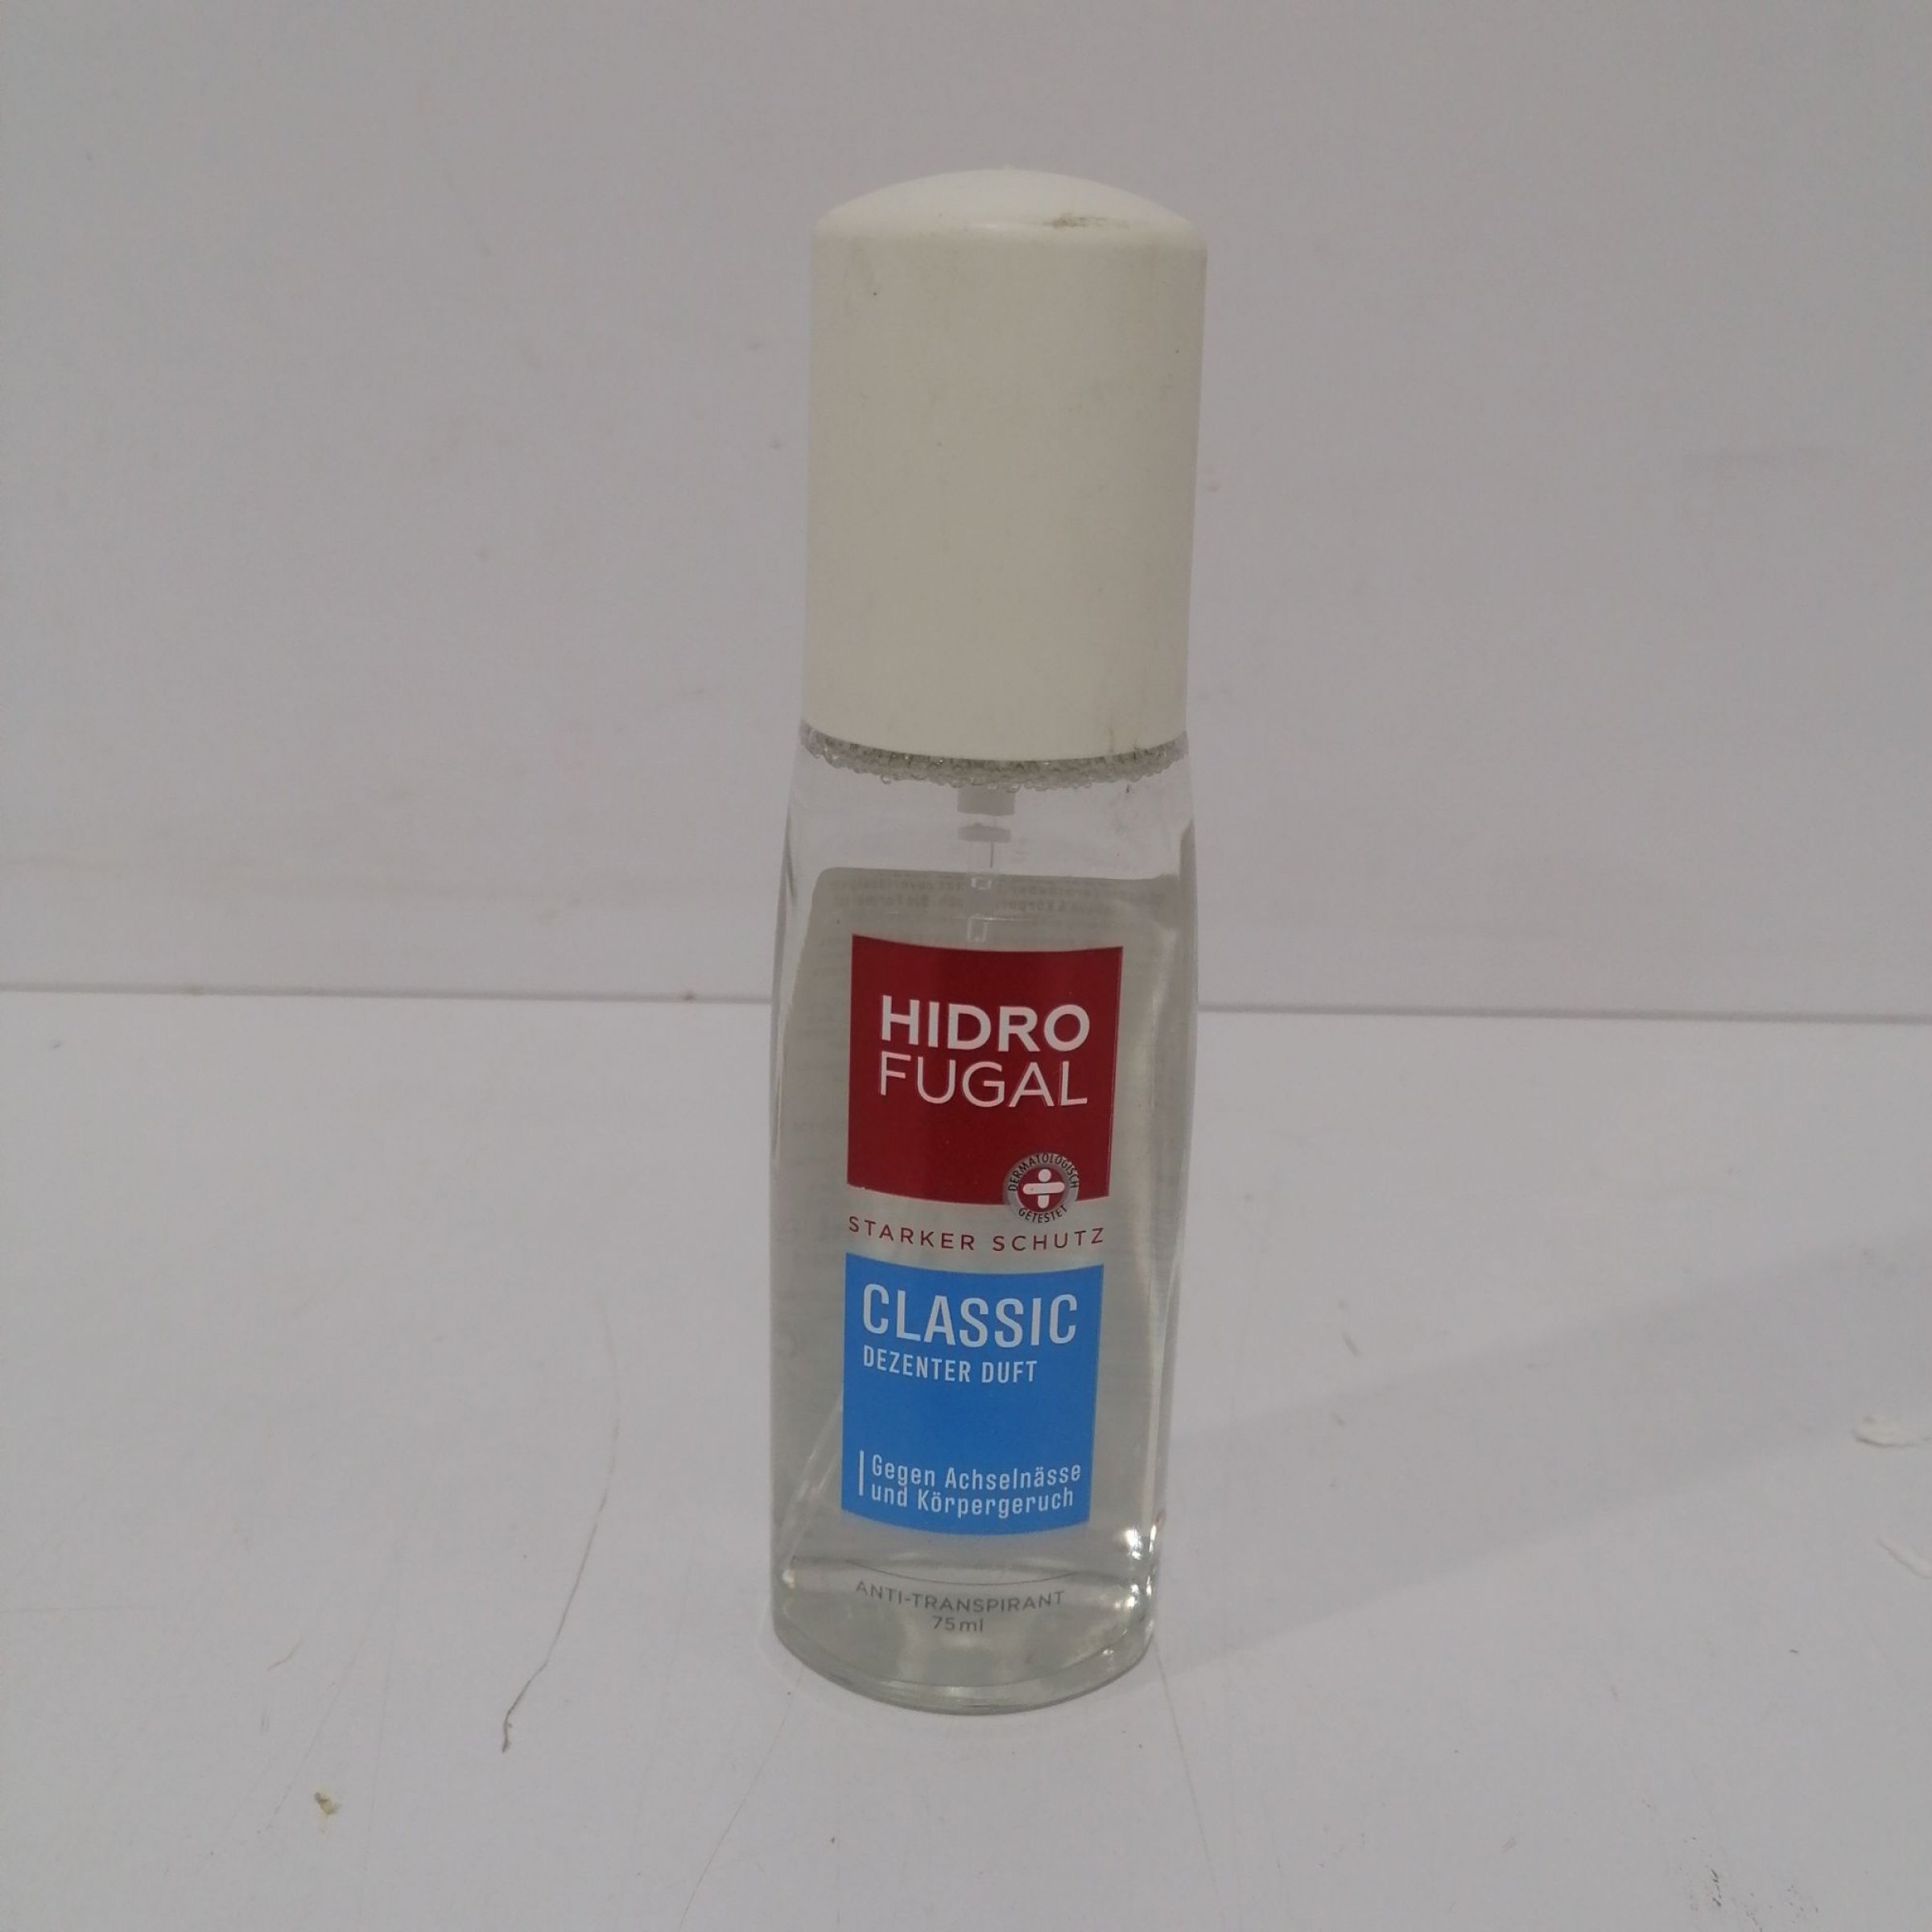 HIDRO
FUGAL
DERMATOLOGISCH
GETESTET
STARKER SCHUTZ
CLASSIC
DEZENTER DUFT
Gegen Achselnässe
und Körpergeruch
ANTI-TRANSPIRANT
75ml